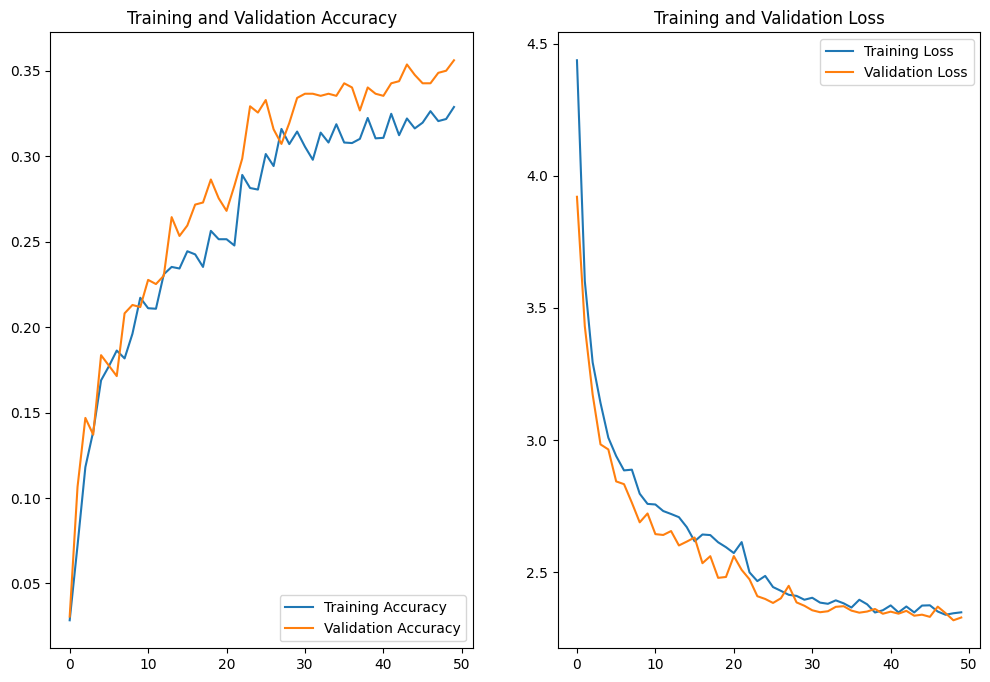 Training and Validation Accuracy
0.35
0.30
0.25
0.20
0.15
0.10
0.05
Training Accuracy
Validation Accuracy
0 10 20 30 40 50
Training and Validation Loss
4.5
4.0
3.5
3.0
2.5
Training Loss
Validation Loss
0 10 20 30 40 50